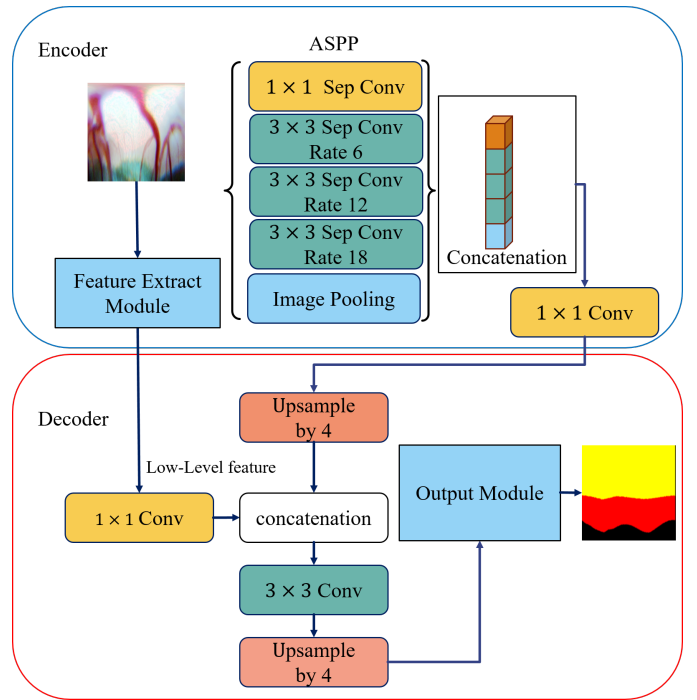 Encoder
ASPP
1 × 1 Sep Conv
3 × 3 Sep Conv
Rate 6
3 × 3 Sep Conv
Rate 12
3 × 3 Sep Conv
Rate 18
Image Pooling
Concatenation
Feature Extract
Module
1 × 1 Conv
Decoder
Upsample
by 4
Low-Level feature
1 × 1 Conv
concatenation
Output Module
3 × 3 Conv
Upsample
by 4